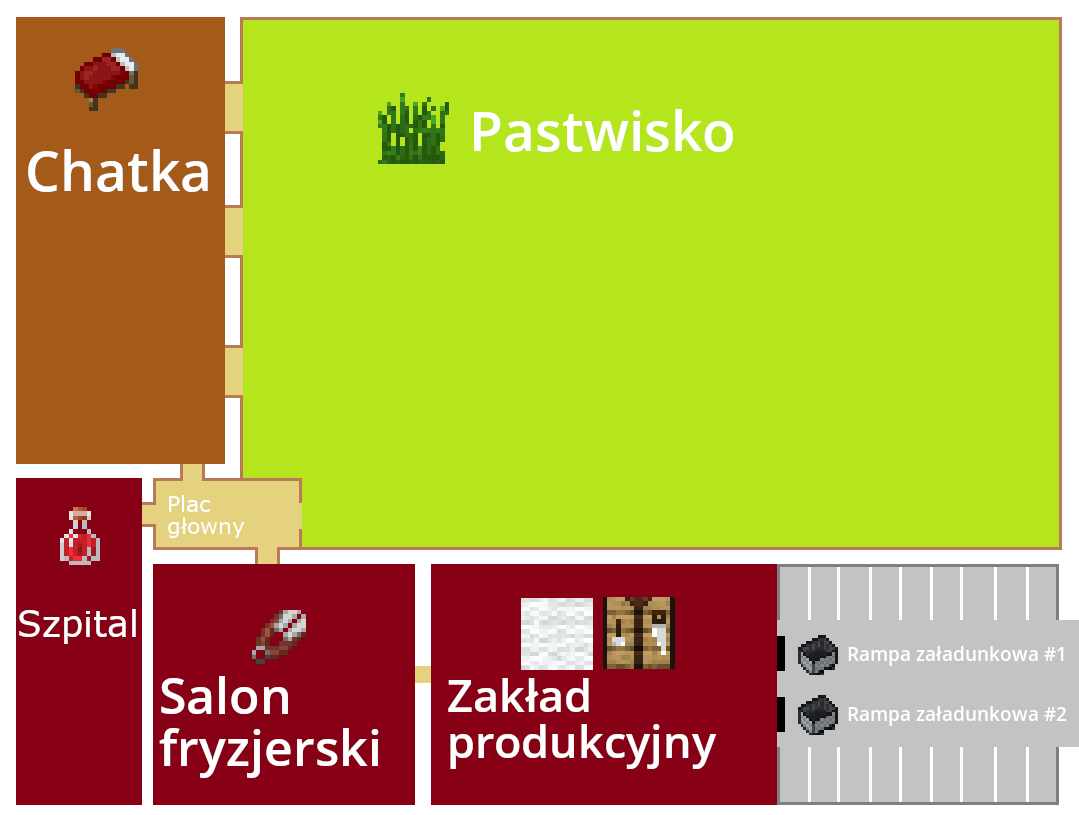 Chatka
Pastwisko
Plac
głowny
Szpital
Salon
fryzjerski
Zakład
produkcyjny
Rampa załadunkowa #1
Rampa załadunkowa #2